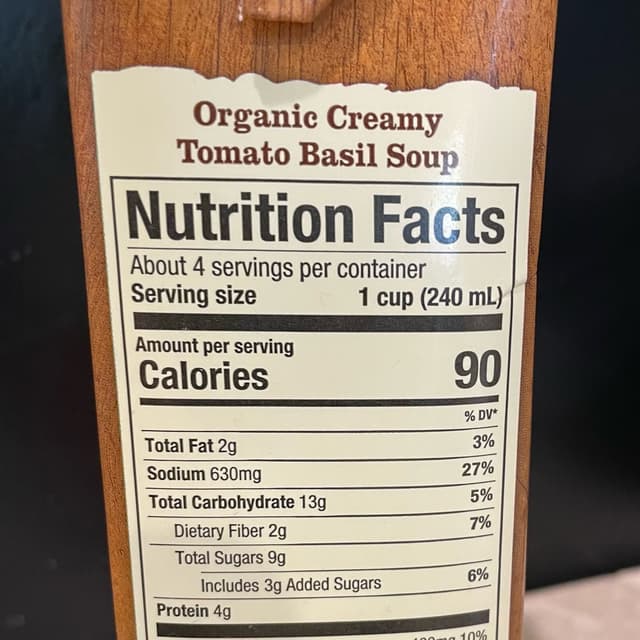 Organic Creamy
Tomato Basil Soup
Nutrition Facts
About 4 servings per container
Serving size 1 cup (240 mL)
Amount per serving
Calories 90
% DV*
Total Fat 2g 3%
Sodium 630mg 27%
Total Carbohydrate 13g 5%
Dietary Fiber 2g 7%
Total Sugars 9g
Includes 3g Added Sugars 6%
Protein 4g
10%